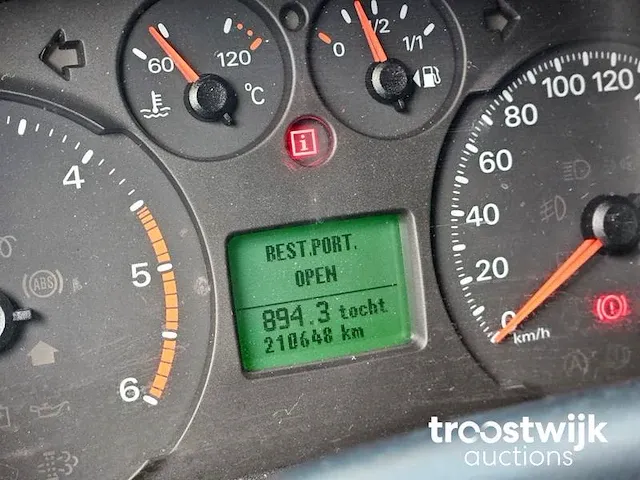 60 120
°C
0 1/2 1/1
i
4
5
6
ABS
BEST.PORT.
OPEN
894.3 tocht
210648 km
0 20 40 60 80 100 120
km/h
troostwijk
auctions